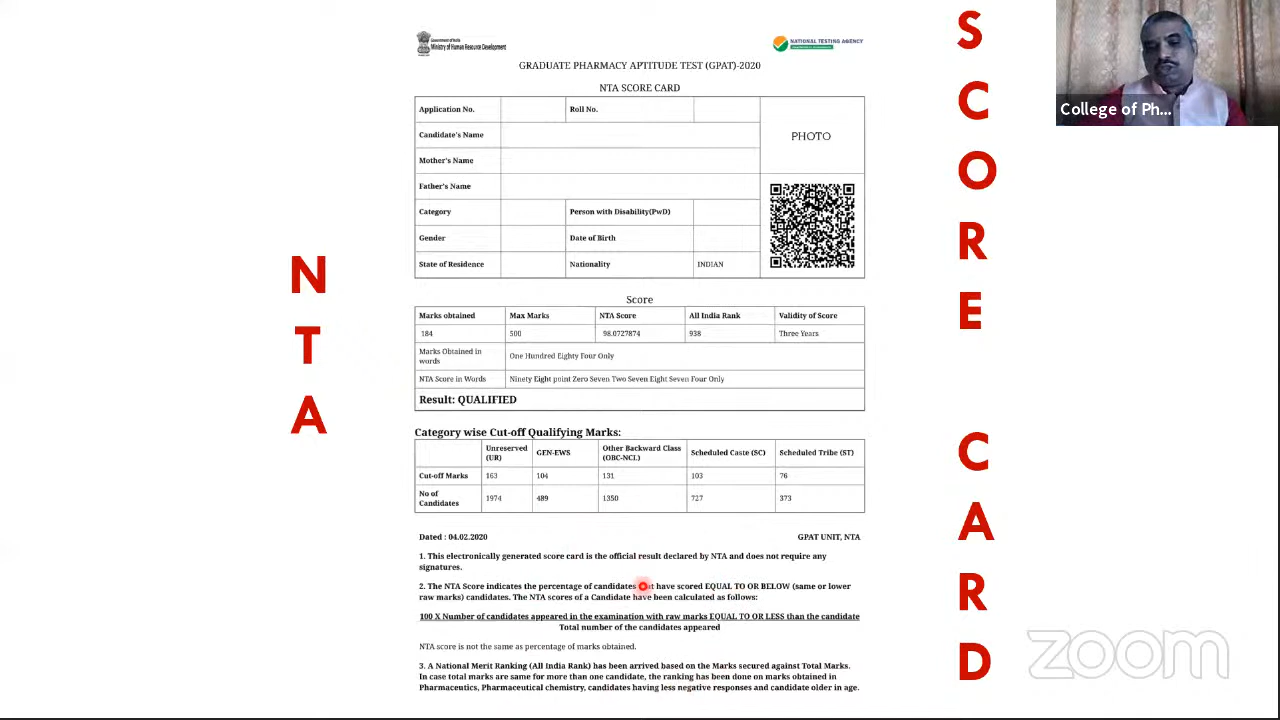 Government of India
Ministry of Human Resource Development
NATIONAL TESTING AGENCY
GRADUATE PHARMACY APTITUDE TEST (GPAT)-2020
NTA SCORE CARD
Application No. Roll No.
Candidate's Name
PHOTO
Mother's Name
Father's Name
Category Person with Disability(PwD)
Gender Date of Birth
State of Residence Nationality INDIAN
Score
Marks obtained Max Marks NTA Score All India Rank Validity of Score
184 500 98.0727874 938 Three Years
Marks Obtained in words One Hundred Eighty Four Only
NTA Score in Words Ninety Eight point Zero Seven Two Seven Eight Seven Four Only
Result: QUALIFIED
Category wise Cut-off Qualifying Marks:
Unreserved (UR) GEN-EWS Other Backward Class (OBC-NCL) Scheduled Caste (SC) Scheduled Tribe (ST)
Cut-off Marks 163 104 131 103 76
No of Candidates 1974 489 1350 727 373
Dated : 04.02.2020 GPAT UNIT, NTA
1. This electronically generated score card is the official result declared by NTA and does not require any
signatures.
2. The NTA Score indicates the percentage of candidates have scored EQUAL TO OR BELOW (same or lower
raw marks) candidates. The NTA scores of a Candidate have been calculated as follows:
100 X Number of candidates appeared in the examination with raw marks EQUAL TO OR LESS than the candidate
Total number of the candidates appeared
NTA score is not the same as percentage of marks obtained.
3. A National Merit Ranking (All India Rank) has been arrived based on the Marks secured against Total Marks.
In case total marks are same for more than one candidate, the ranking has been done on marks obtained in
Pharmaceutics, Pharmaceutical chemistry, candidates having less negative responses and candidate older in age.
N
T
A
S
C
O
R
E
C
A
R
D
College of Ph...
zoom